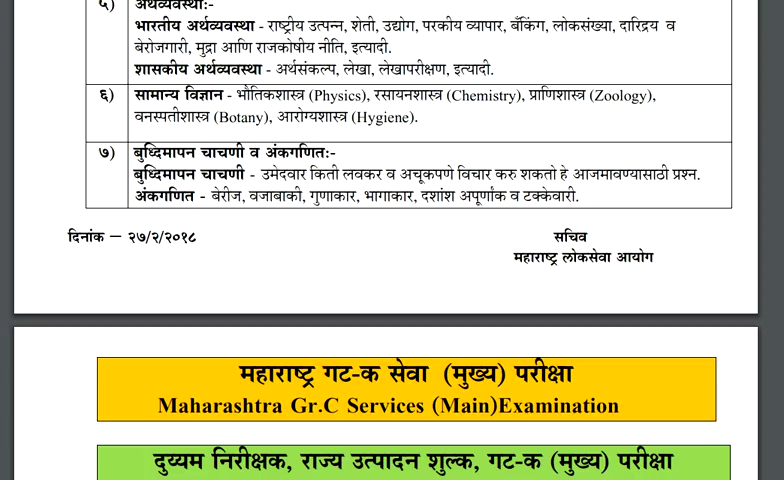 ५) अर्थव्यवस्थाः-
भारतीय अर्थव्यवस्था - राष्ट्रीय उत्पन्न, शेती, उद्योग, परकीय व्यापार, बँकिंग, लोकसंख्या, दारिद्र्य व
बेरोजगारी, मुद्रा आणि राजकोषीय नीति, इत्यादी.
शासकीय अर्थव्यवस्था - अर्थसंकल्प, लेखा, लेखापरीक्षण, इत्यादी.
६) सामान्य विज्ञान - भौतिकशास्त्र (Physics), रसायनशास्त्र (Chemistry), प्राणिशास्त्र (Zoology),
वनस्पतीशास्त्र (Botany), आरोग्यशास्त्र (Hygiene).
७) बुध्दिमापन चाचणी व अंकगणितः-
बुध्दिमापन चाचणी - उमेदवार किती लवकर व अचूकपणे विचार करु शकतो हे आजमावण्यासाठी प्रश्न.
अंकगणित - बेरीज, वजाबाकी, गुणाकार, भागाकार, दशांश अपूर्णांक व टक्केवारी.
दिनांक – २७/२/२०१८ सचिव
महाराष्ट्र लोकसेवा आयोग
महाराष्ट्र गट-क सेवा (मुख्य) परीक्षा
Maharashtra Gr.C Services (Main)Examination
दुय्यम निरीक्षक, राज्य उत्पादन शुल्क, गट-क (मुख्य) परीक्षा